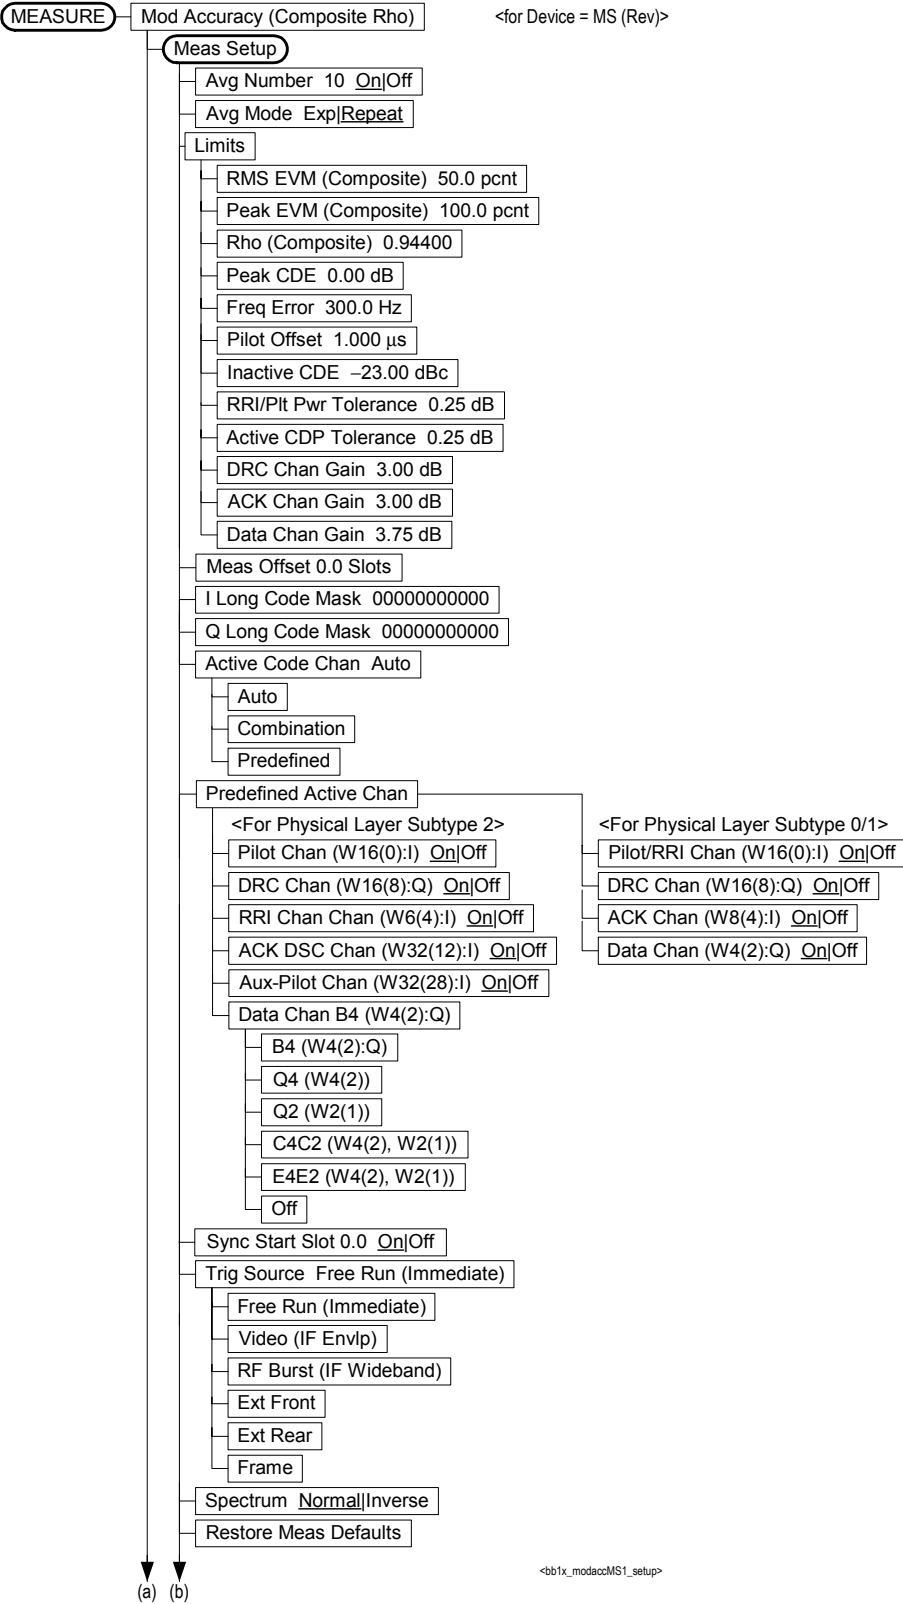 MEASURE Mod Accuracy (Composite Rho) <for Device = MS (Rev)>
Meas Setup
Avg Number 10 On|Off
Avg Mode Exp|Repeat
Limits
RMS EVM (Composite) 50.0 pcnt
Peak EVM (Composite) 100.0 pcnt
Rho (Composite) 0.94400
Peak CDE 0.00 dB
Freq Error 300.0 Hz
Pilot Offset 1.000 μs
Inactive CDE –23.00 dBc
RRI/Plt Pwr Tolerance 0.25 dB
Active CDP Tolerance 0.25 dB
DRC Chan Gain 3.00 dB
ACK Chan Gain 3.00 dB
Data Chan Gain 3.75 dB
Meas Offset 0.0 Slots
I Long Code Mask 00000000000
Q Long Code Mask 00000000000
Active Code Chan Auto
Auto
Combination
Predefined
Predefined Active Chan
<For Physical Layer Subtype 2>
Pilot Chan (W16(0):I) On|Off
DRC Chan (W16(8):Q) On|Off
RRI Chan Chan (W6(4):I) On|Off
ACK DSC Chan (W32(12):I) On|Off
Aux-Pilot Chan (W32(28):I) On|Off
Data Chan B4 (W4(2):Q)
B4 (W4(2):Q)
Q4 (W4(2))
Q2 (W2(1))
C4C2 (W4(2), W2(1))
E4E2 (W4(2), W2(1))
Off
<For Physical Layer Subtype 0/1>
Pilot/RRI Chan (W16(0):I) On|Off
DRC Chan (W16(8):Q) On|Off
ACK Chan (W8(4):I) On|Off
Data Chan (W4(2):Q) On|Off
Sync Start Slot 0.0 On|Off
Trig Source Free Run (Immediate)
Free Run (Immediate)
Video (IF Envlp)
RF Burst (IF Wideband)
Ext Front
Ext Rear
Frame
Spectrum Normal|Inverse
Restore Meas Defaults
<bb1x_modaccMS1_setup>
(a) (b)